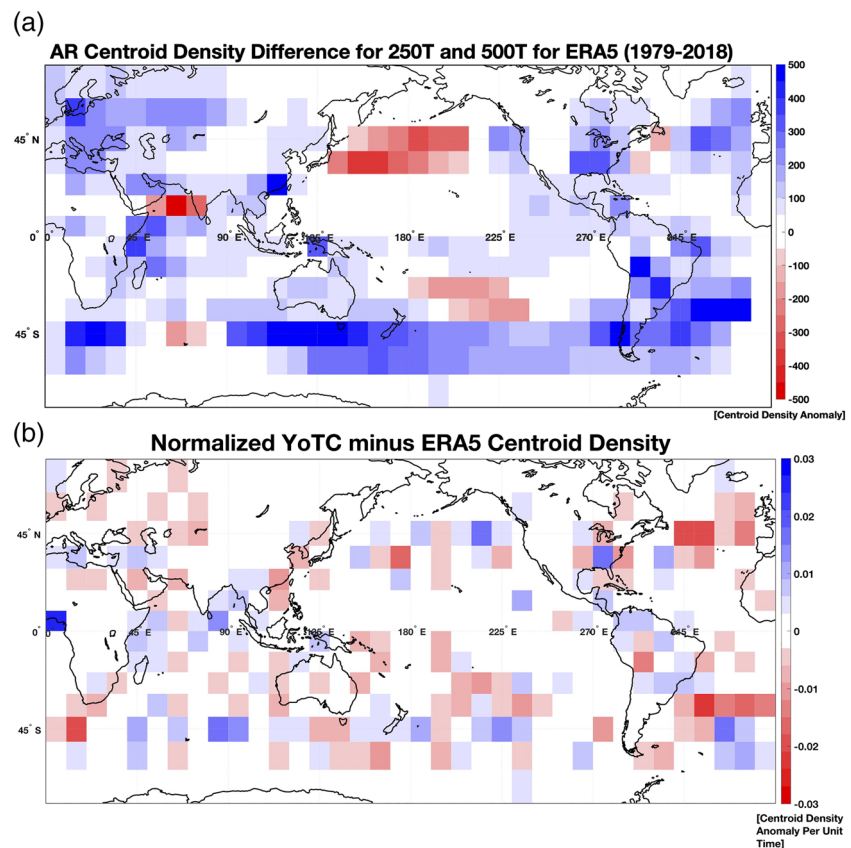 (a)
AR Centroid Density Difference for 250T and 500T for ERA5 (1979-2018)
45° N
0°
45° S
45° E
90° E
180° E
225° E
270° E
500
400
300
200
100
0
-100
-200
-300
-400
-500
[Centroid Density Anomaly]
(b)
Normalized YoTC minus ERA5 Centroid Density
45° N
0
45° S
45° E
90° E
180° E
225° E
270° E
0.03
0.02
0.01
0
-0.01
-0.02
-0.03
[Centroid Density
Anomaly Per Unit
Time]